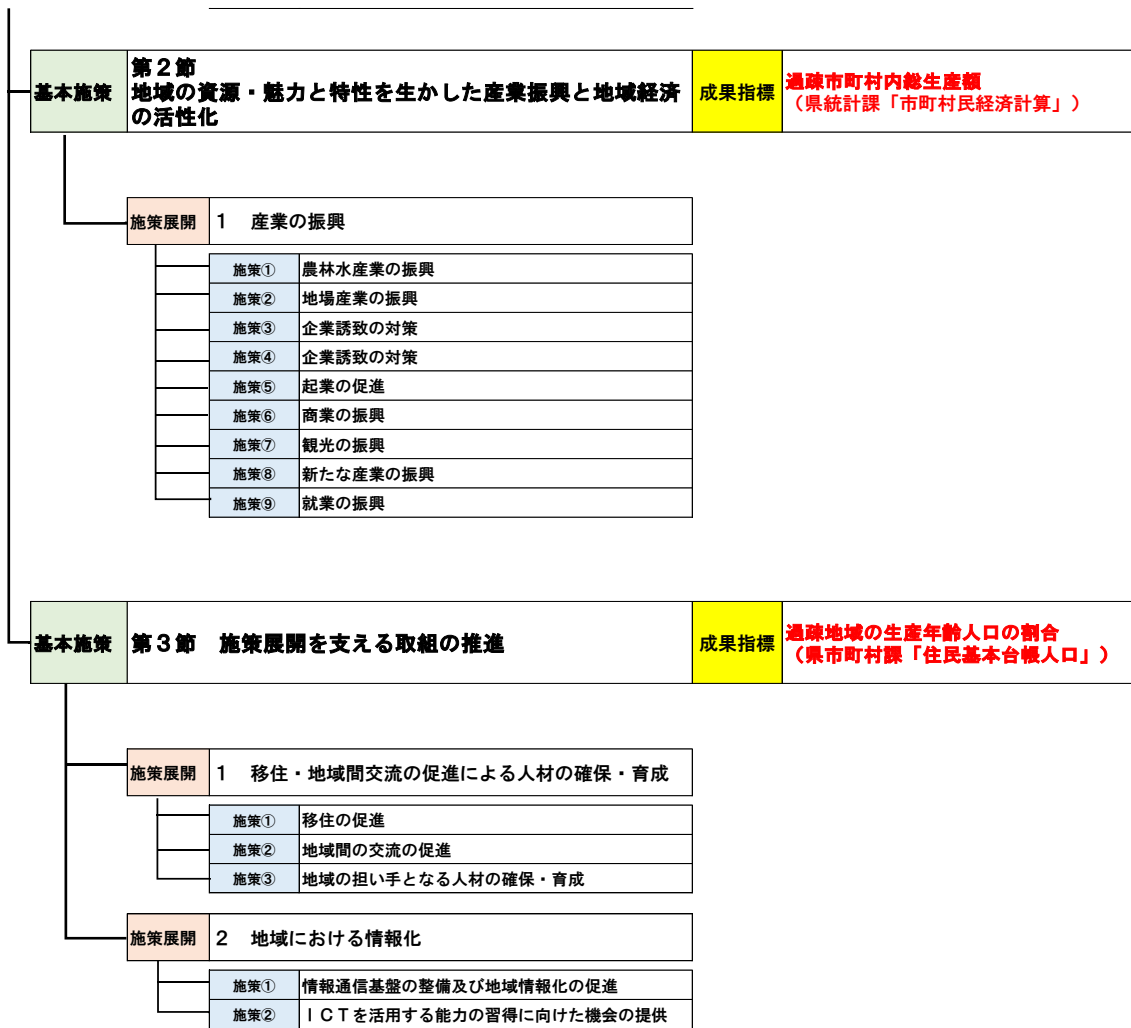 基本施策
第２節
地域の資源・魅力と特性を生かした産業振興と地域経済
の活性化
成果指標
過疎市町村内総生産額
（県統計課「市町村民経済計算」）
施策展開
１　産業の振興
施策①
農林水産業の振興
施策②
地場産業の振興
施策③
企業誘致の対策
施策④
企業誘致の対策
施策⑤
起業の促進
施策⑥
商業の振興
施策⑦
観光の振興
施策⑧
新たな産業の振興
施策⑨
就業の振興
基本施策
第３節　施策展開を支える取組の推進
成果指標
過疎地域の生産年齢人口の割合
（県市町村課「住民基本台帳人口」）
施策展開
１　移住・地域間交流の促進による人材の確保・育成
施策①
移住の促進
施策②
地域間の交流の促進
施策③
地域の担い手となる人材の確保・育成
施策展開
２　地域における情報化
施策①
情報通信基盤の整備及び地域情報化の促進
施策②
ＩＣＴを活用する能力の習得に向けた機会の提供